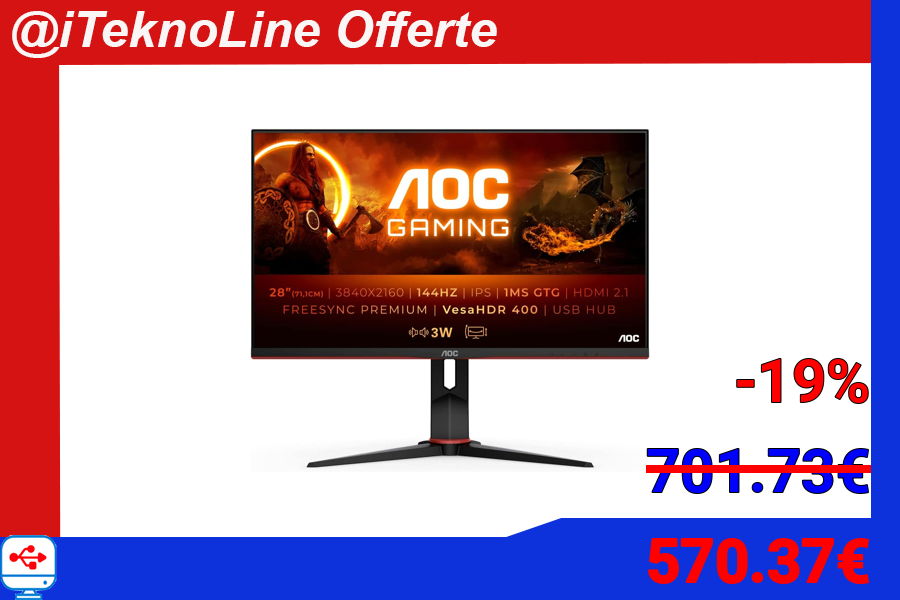 @iTeknoLine Offerte
AOC
GAMING
28"(71,1CM) | 3840X2160 | 144HZ | IPS | 1MS GTG | HDMI 2.1
FREESYNC PREMIUM | VesaHDR 400 | USB HUB
3W
AOC
AOC
-19%
701.73€
570.37€